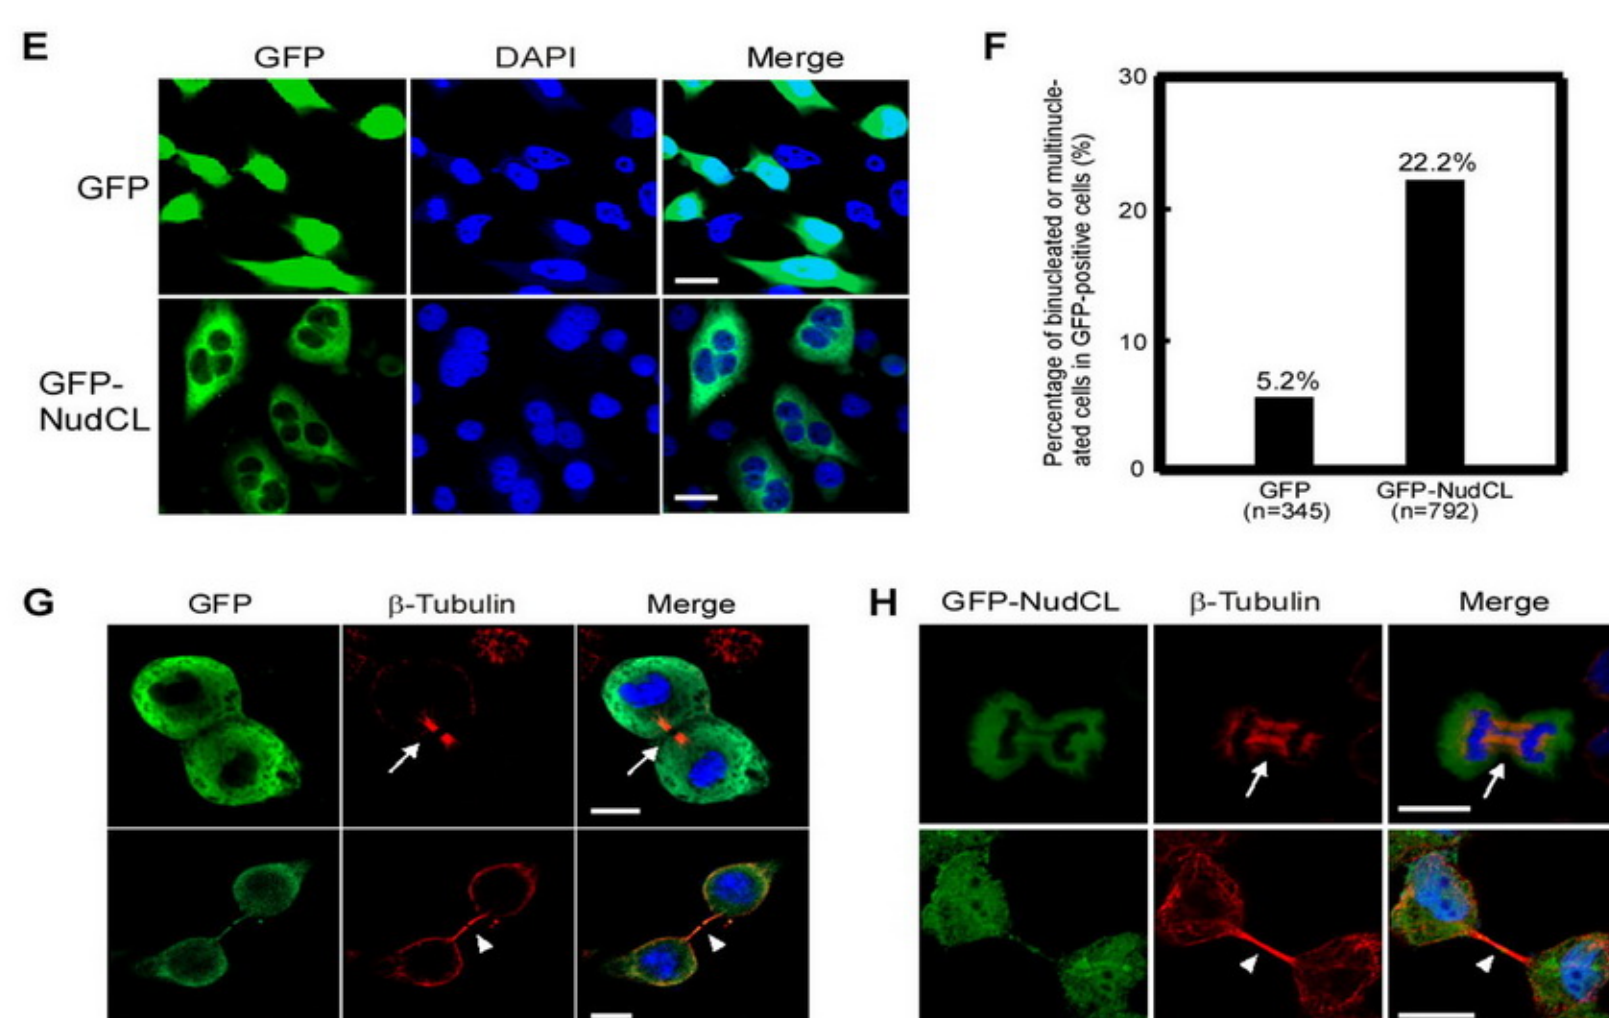 E
GFP DAPI Merge
GFP
GFP-
NudCL
F
Percentage of binucleated or multinucle-
ated cells in GFP-positive cells (%)
30
20
10
0
5.2%
22.2%
GFP GFP-NudCL
(n=345) (n=792)
G
GFP β-Tubulin Merge
H
GFP-NudCL β-Tubulin Merge